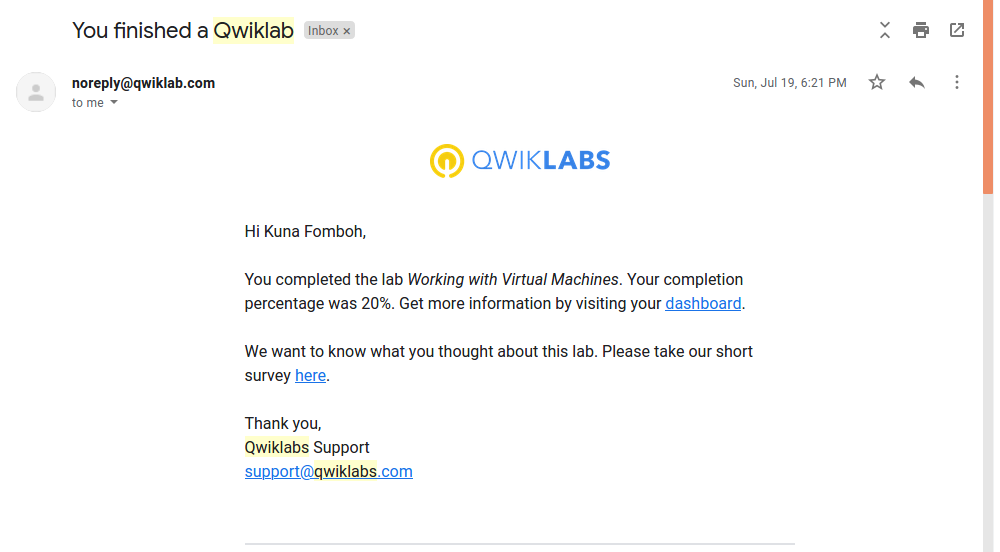 You finished a Qwiklab Inbox ×
noreply@qwiklab.com Sun, Jul 19, 6:21 PM
to me
QWIKLABS
Hi Kuna Fomboh,
You completed the lab Working with Virtual Machines. Your completion
percentage was 20%. Get more information by visiting your dashboard.
We want to know what you thought about this lab. Please take our short
survey here.
Thank you,
Qwiklabs Support
support@qwiklabs.com